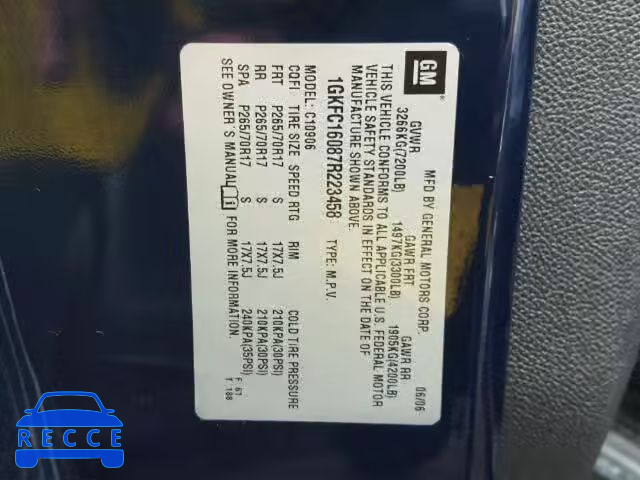 GM
MFD BY GENERAL MOTORS CORP. 06/06
GVWR GAWR FRT GAWR RR
3266KG(7200LB) 1497KG(3300LB) 1905KG(4200LB)
THIS VEHICLE CONFORMS TO ALL APPLICABLE U.S. FEDERAL MOTOR
VEHICLE SAFETY STANDARDS IN EFFECT ON THE DATE OF
MANUFACTURE SHOWN ABOVE.
1GKFC16087R223458 TYPE: M.P.V.
MODEL: C10906
CQFI TIRE SIZE SPEED RTG RIM COLD TIRE PRESSURE
FRT P265/70R17 S 17X7.5J 210KPA(30PSI)
RR P265/70R17 S 17X7.5J 210KPA(30PSI)
SPA P265/70R17 S 17X7.5J 240KPA(35PSI)
SEE OWNER'S MANUAL i FOR MORE INFORMATION.
F: 61
T: 188
RECCE